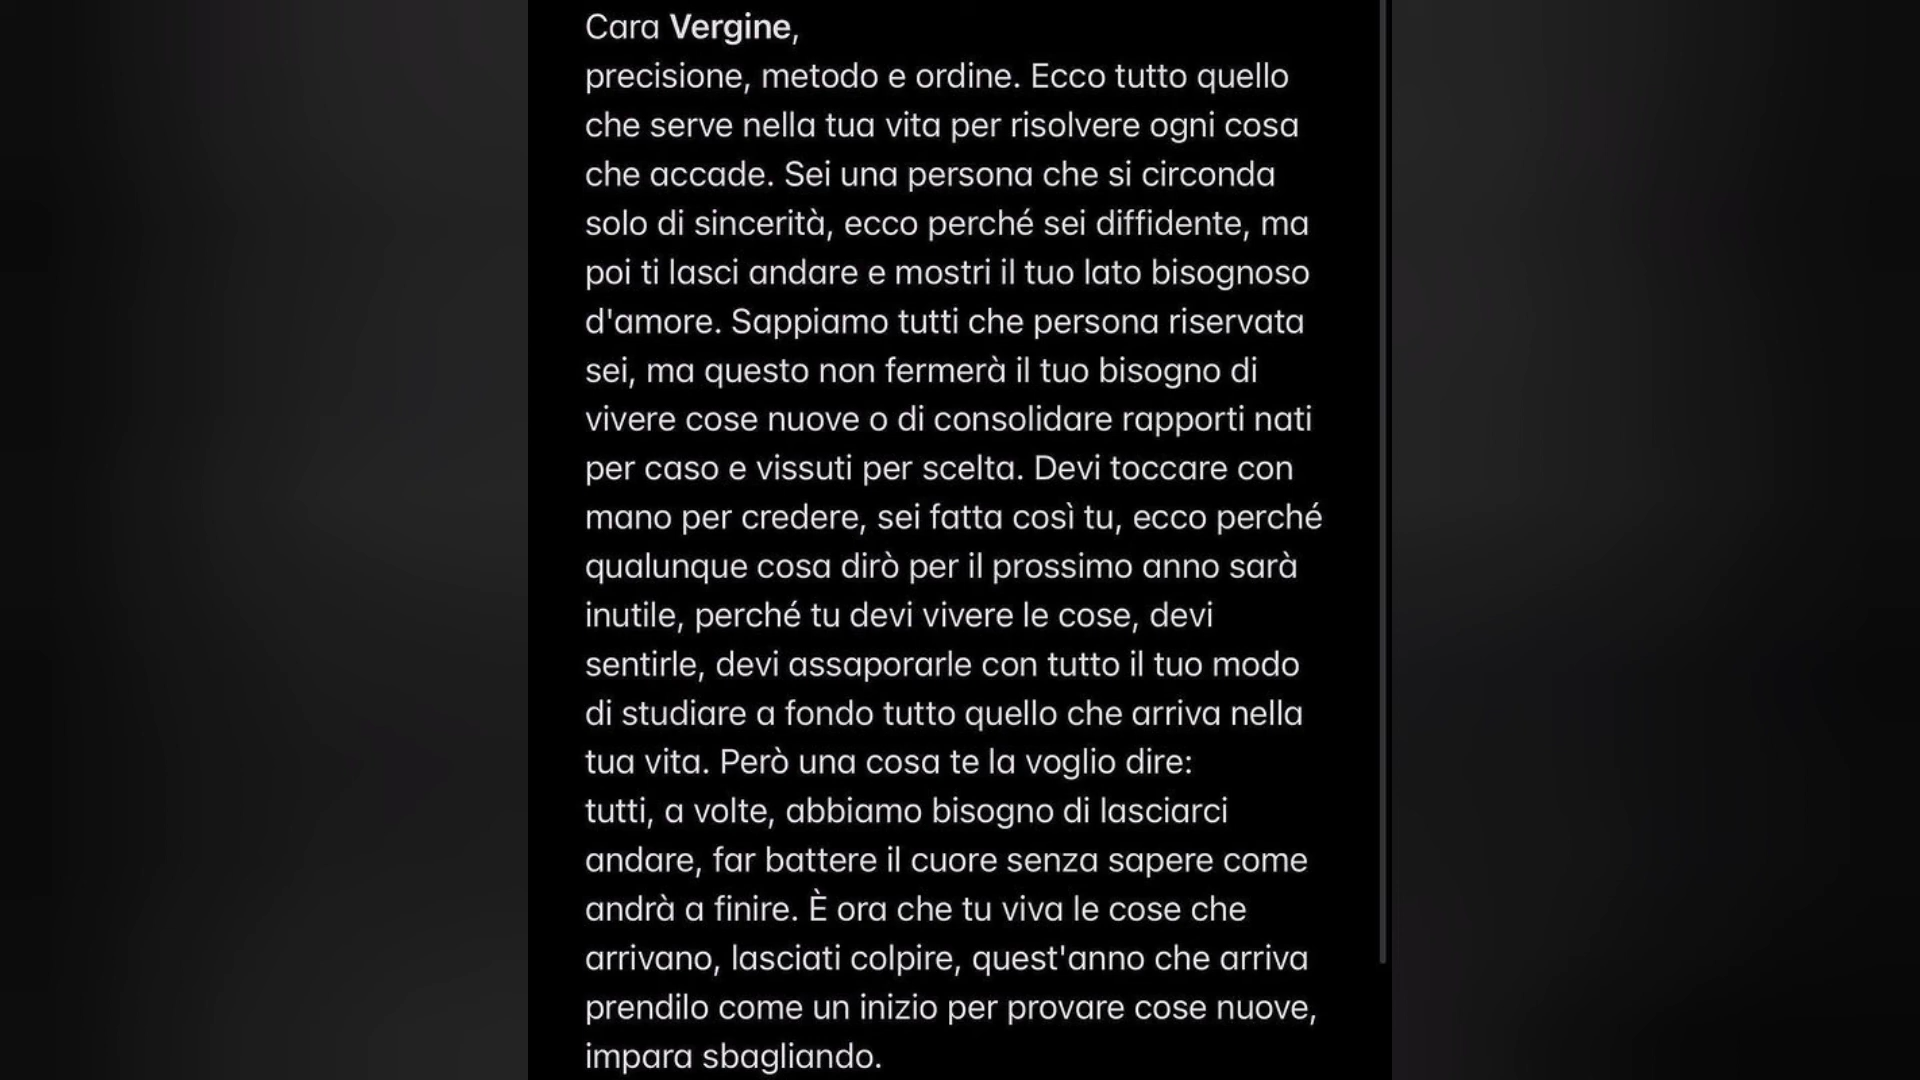 Cara Vergine,
precisione, metodo e ordine. Ecco tutto quello
che serve nella tua vita per risolvere ogni cosa
che accade. Sei una persona che si circonda
solo di sincerità, ecco perché sei diffidente, ma
poi ti lasci andare e mostri il tuo lato bisognoso
d'amore. Sappiamo tutti che persona riservata
sei, ma questo non fermerà il tuo bisogno di
vivere cose nuove o di consolidare rapporti nati
per caso e vissuti per scelta. Devi toccare con
mano per credere, sei fatta così tu, ecco perché
qualunque cosa dirò per il prossimo anno sarà
inutile, perché tu devi vivere le cose, devi
sentirle, devi assaporarle con tutto il tuo modo
di studiare a fondo tutto quello che arriva nella
tua vita. Però una cosa te la voglio dire:
tutti, a volte, abbiamo bisogno di lasciarci
andare, far battere il cuore senza sapere come
andrà a finire. È ora che tu viva le cose che
arrivano, lasciati colpire, quest'anno che arriva
prendilo come un inizio per provare cose nuove,
impara sbagliando.